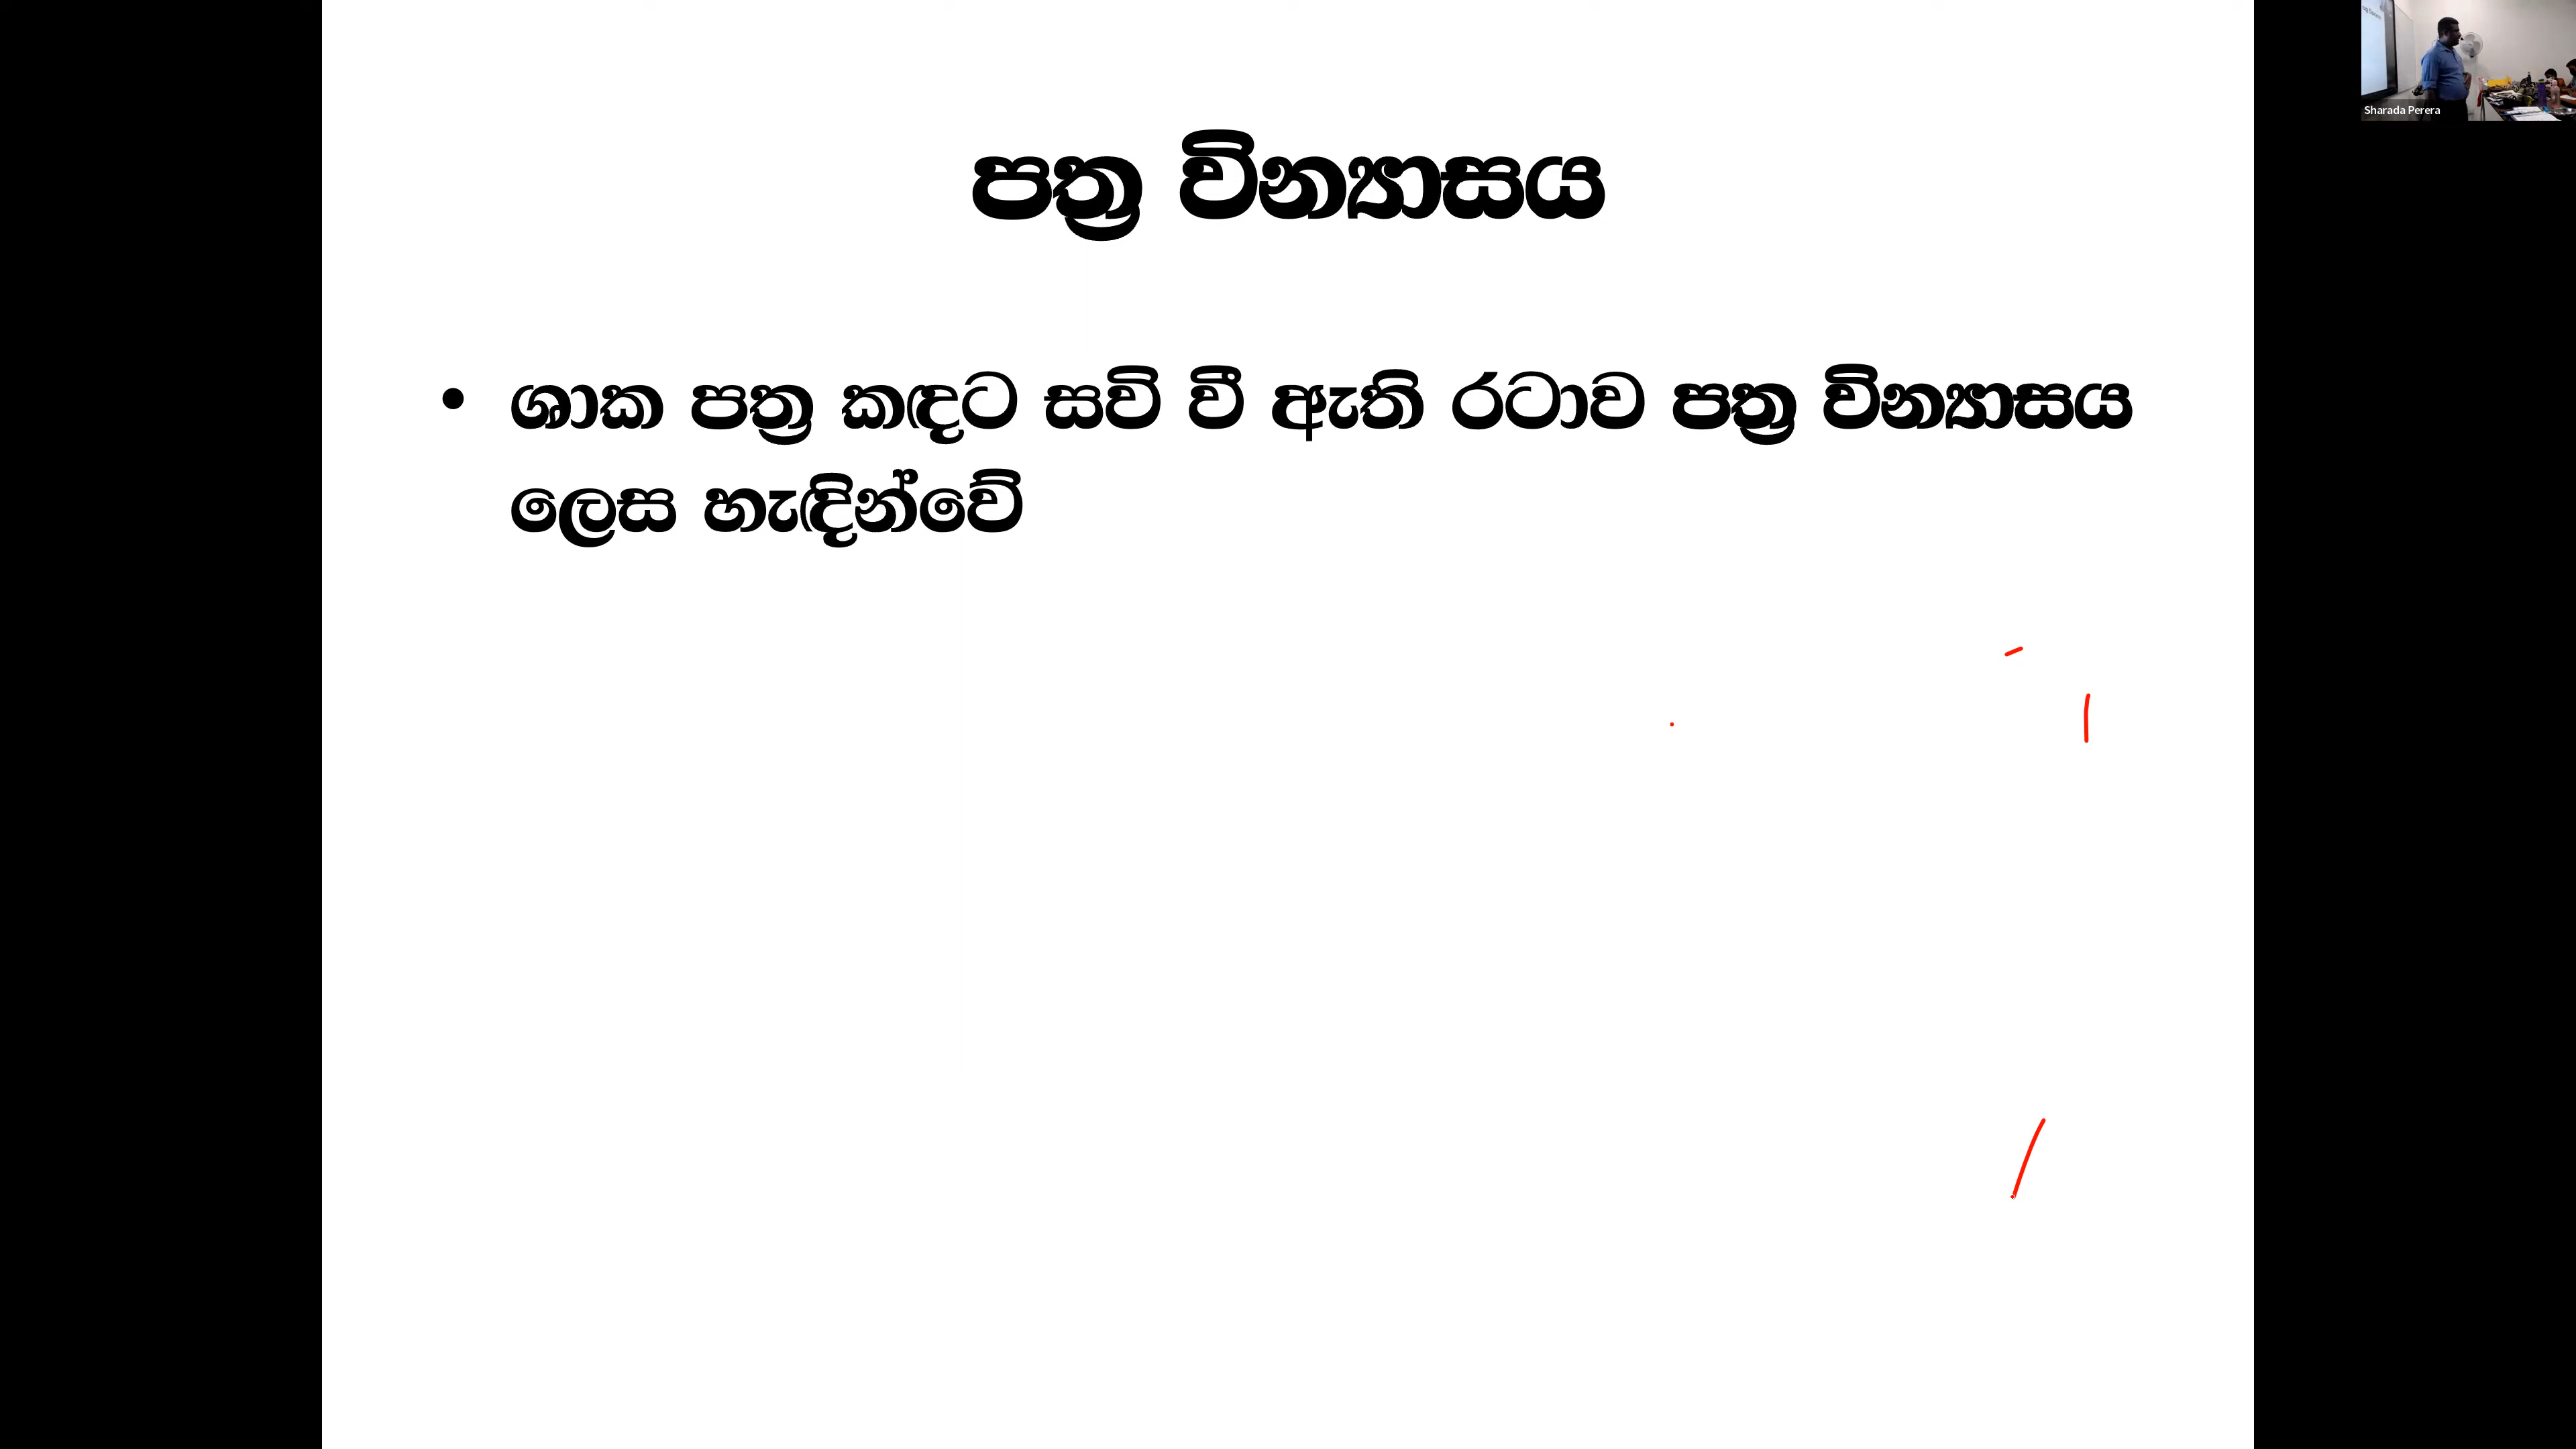 පත්‍ර වින්‍යාසය
• ශාක පත්‍ර කඳට සවි වී ඇති රටාව පත්‍ර වින්‍යාසය
ලෙස හැඳින්වේ
Sharada Perera